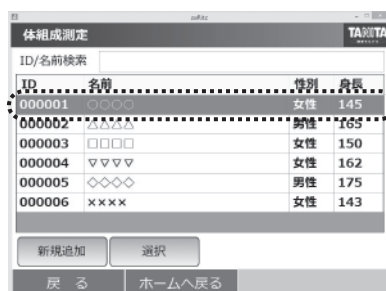 体組成測定 TANITA
ID/名前検索
ID 名前 性別 身長
000001 ○○○○ 女性 145
000002 △△△△ 男性 165
000003 □□□□ 女性 150
000004 ▽▽▽▽ 女性 162
000005 ◇◇◇◇ 男性 175
000006 ×××× 女性 143
新規追加 選択
戻 る ホームへ戻る